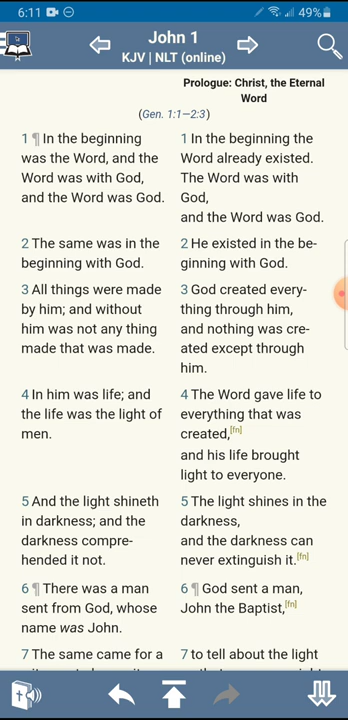 6:11
49%
John 1
KJV | NLT (online)
Prologue: Christ, the Eternal
Word
(Gen. 1:1–2:3)
1 ¶ In the beginning
was the Word, and the
Word was with God,
and the Word was God.
2 The same was in the
beginning with God.
3 All things were made
by him; and without
him was not any thing
made that was made.
4 In him was life; and
the life was the light of
men.
5 And the light shineth
in darkness; and the
darkness compre-
hended it not.
6 ¶ There was a man
sent from God, whose
name was John.
7 The same came for a
1 In the beginning the
Word already existed.
The Word was with
God,
and the Word was God.
2 He existed in the be-
ginning with God.
3 God created every-
thing through him,
and nothing was cre-
ated except through
him.
4 The Word gave life to
everything that was
created,[fn]
and his life brought
light to everyone.
5 The light shines in the
darkness,
and the darkness can
never extinguish it.[fn]
6 ¶ God sent a man,
John the Baptist,[fn]
7 to tell about the light